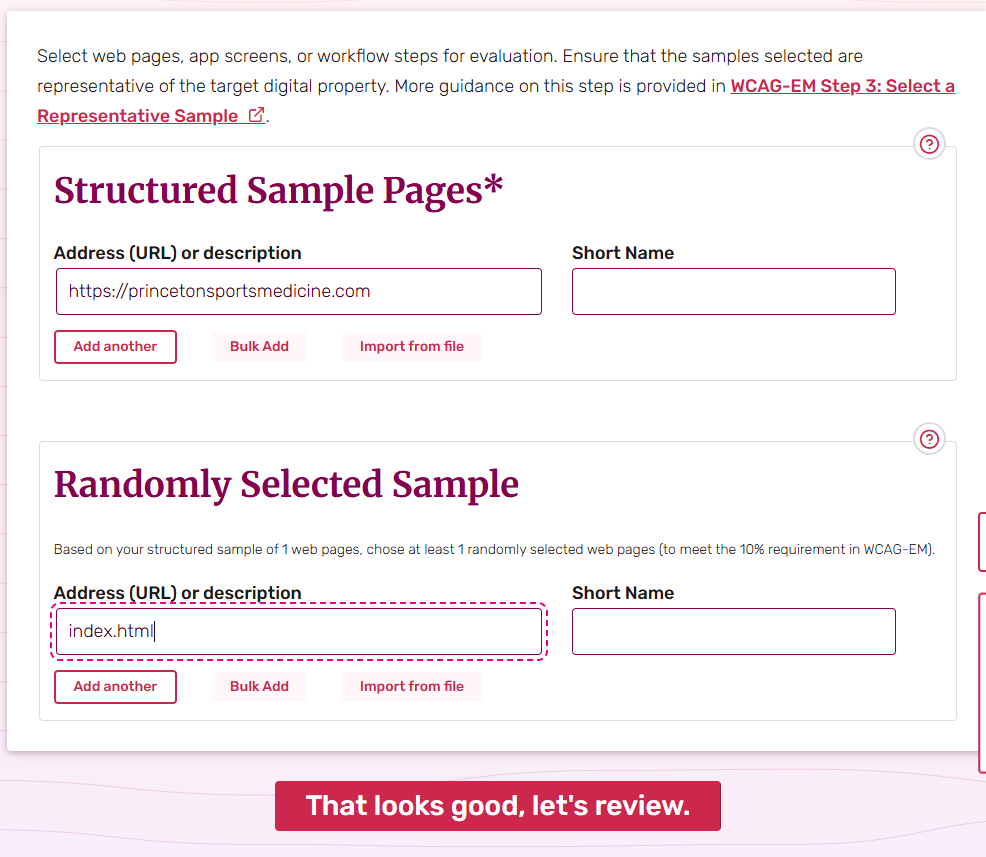 Select web pages, app screens, or workflow steps for evaluation. Ensure that the samples selected are
representative of the target digital property. More guidance on this step is provided in WCAG-EM Step 3: Select a
Representative Sample.
Structured Sample Pages*
Address (URL) or description Short Name
https://princetonsportsmedicine.com
Add another Bulk Add Import from file
Randomly Selected Sample
Based on your structured sample of 1 web pages, chose at least 1 randomly selected web pages (to meet the 10% requirement in WCAG-EM).
Address (URL) or description Short Name
index.html
Add another Bulk Add Import from file
That looks good, let's review.